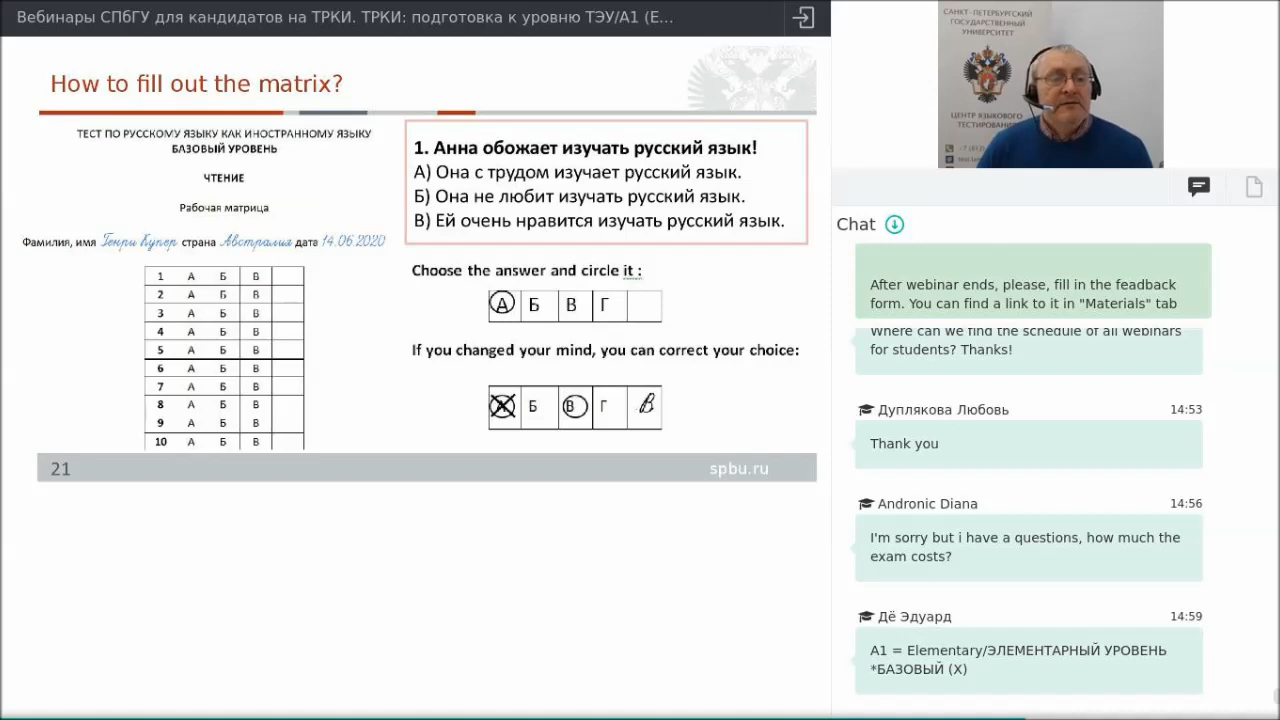 Вебинары СПбГУ для кандидатов на ТРКИ. ТРКИ: подготовка к уровню ТЭУ/А1 (Е...
How to fill out the matrix?
ТЕСТ ПО РУССКОМУ ЯЗЫКУ КАК ИНОСТРАННОМУ ЯЗЫКУ
БАЗОВЫЙ УРОВЕНЬ
ЧТЕНИЕ
Рабочая матрица
Фамилия, имя Генри Купер страна Австралия дата 14.06.2020
1 А Б В
2 А Б В
3 А Б В
4 А Б В
5 А Б В
6 А Б В
7 А Б В
8 А Б В
9 А Б В
10 А Б В
1. Анна обожает изучать русский язык!
А) Она с трудом изучает русский язык.
Б) Она не любит изучать русский язык.
В) Ей очень нравится изучать русский язык.
Choose the answer and circle it :
А Б В Г
If you changed your mind, you can correct your choice:
А Б В Г В
21
spbu.ru
САНКТ-ПЕТЕРБУРГСКИЙ
ГОСУДАРСТВЕННЫЙ
УНИВЕРСИТЕТ
ЦЕНТР ЯЗЫКОВОГО
ТЕСТИРОВАНИЯ
Chat
After webinar ends, please, fill in the feadback
form. You can find a link to it in "Materials" tab
Where can we find the schedule of all webinars
for students? Thanks!
Дуплякова Любовь 14:53
Thank you
Andronic Diana 14:56
I'm sorry but i have a questions, how much the
exam costs?
Дё Эдуард 14:59
A1 = Elementary/ЭЛЕМЕНТАРНЫЙ УРОВЕНЬ
*БАЗОВЫЙ (X)